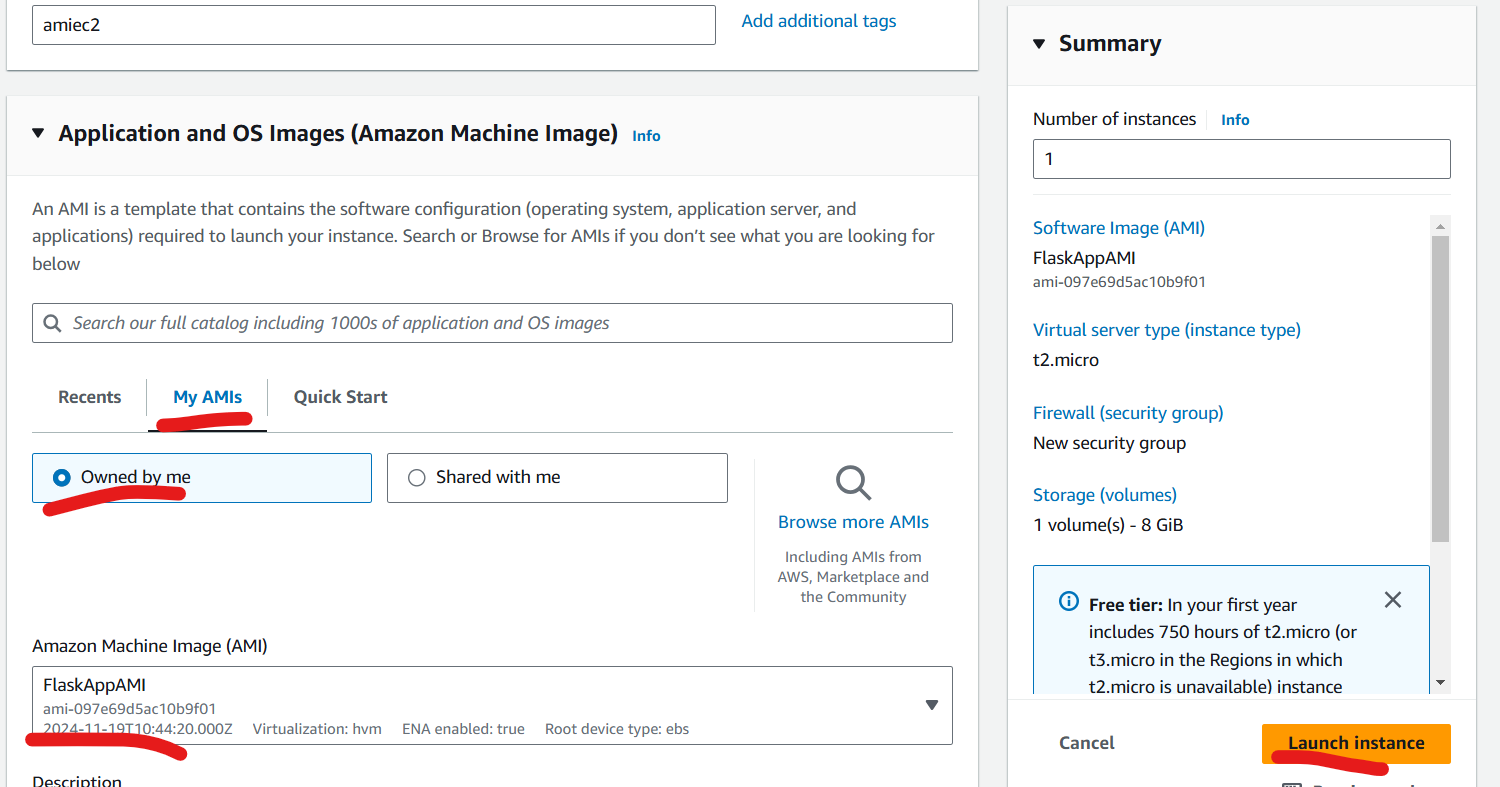 amiec2
Add additional tags
Application and OS Images (Amazon Machine Image) Info
An AMI is a template that contains the software configuration (operating system, application server, and
applications) required to launch your instance. Search or Browse for AMIs if you don’t see what you are looking for
below
Search our full catalog including 1000s of application and OS images
Recents
My AMIs
Quick Start
Owned by me
Shared with me
Browse more AMIs
Including AMIs from
AWS, Marketplace and
the Community
Amazon Machine Image (AMI)
FlaskAppAMI
ami-097e69d5ac10b9f01
2024-11-19T10:44:20.000Z Virtualization: hvm ENA enabled: true Root device type: ebs
Description
Summary
Number of instances Info
1
Software Image (AMI)
FlaskAppAMI
ami-097e69d5ac10b9f01
Virtual server type (instance type)
t2.micro
Firewall (security group)
New security group
Storage (volumes)
1 volume(s) - 8 GiB
Free tier: In your first year
includes 750 hours of t2.micro (or
t3.micro in the Regions in which
t2.micro is unavailable) instance
Cancel
Launch instance